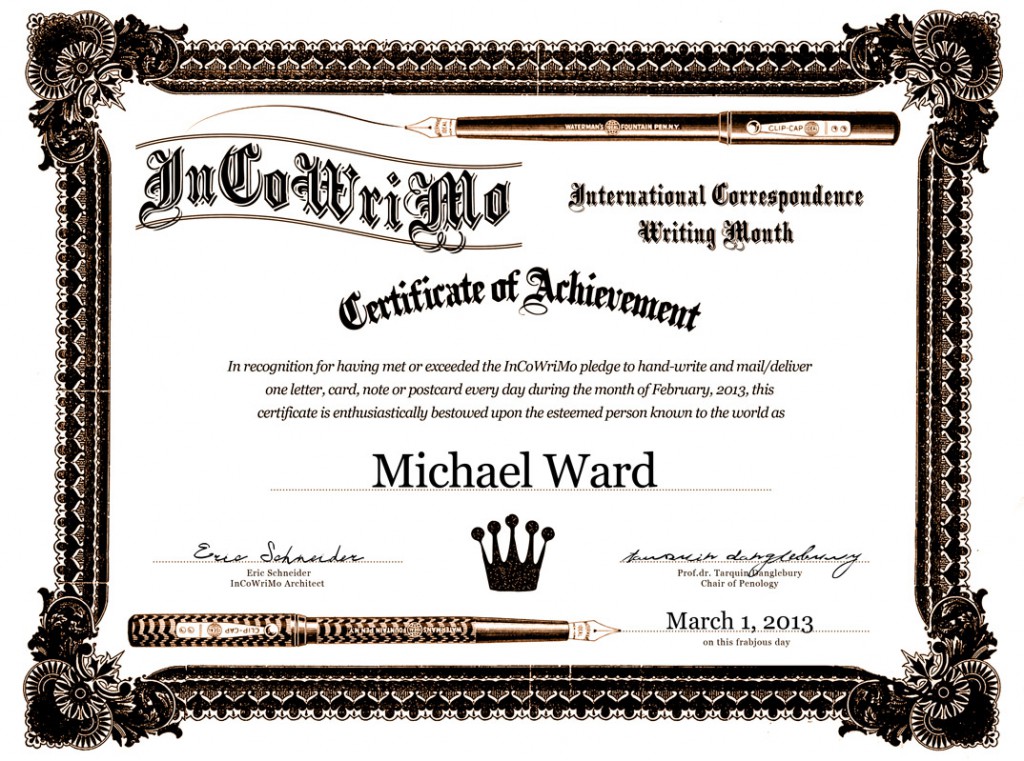 WATERMAN'S FOUNTAIN PEN, N.Y.
CLIP-CAP
InCoWriMo
International Correspondence
Writing Month
Certificate of Achievement
In recognition for having met or exceeded the InCoWriMo pledge to hand-write and mail/deliver
one letter, card, note or postcard every day during the month of February, 2013, this
certificate is enthusiastically bestowed upon the esteemed person known to the world as
Michael Ward
Eric Schneider
Eric Schneider
InCoWriMo Architect
tarquin danglebury
Prof.dr. Tarquin Danglebury
Chair of Penology
CLIP-CAP
WATERMAN'S FOUNTAIN PEN N.Y.
March 1, 2013
on this frabjous day